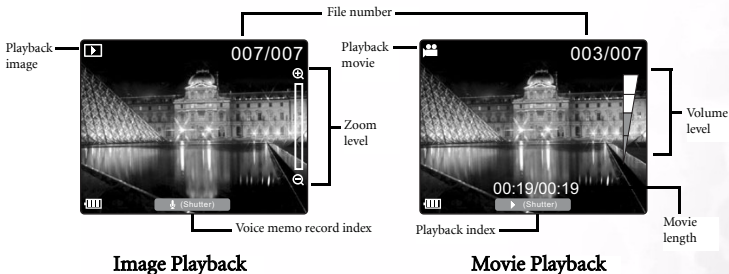 File number
Playback image
007/007
Zoom level
(Shutter)
Voice memo record index
Image Playback
Playback movie
003/007
Volume level
00:19/00:19
(Shutter)
Playback index
Movie length
Movie Playback